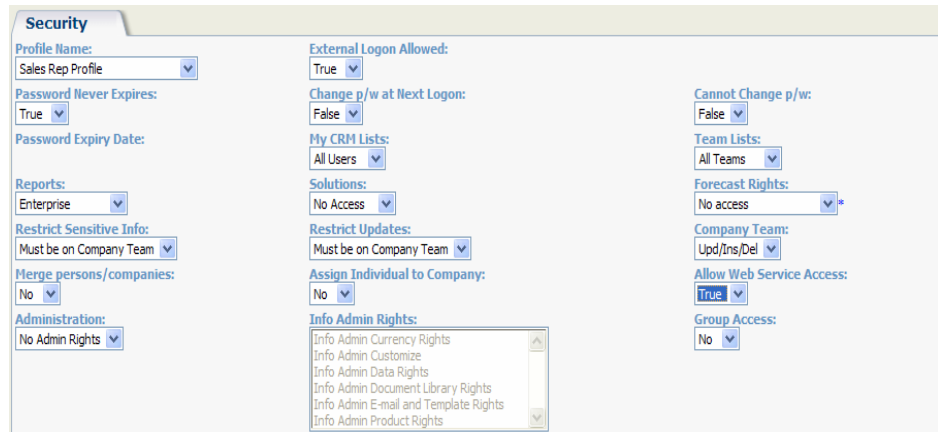 Security
Profile Name: External Logon Allowed:
Sales Rep Profile True
Password Never Expires: Change p/w at Next Logon: Cannot Change p/w:
True False False
Password Expiry Date: My CRM Lists: Team Lists:
All Users All Teams
Reports: Solutions: Forecast Rights:
Enterprise No Access No access *
Restrict Sensitive Info: Restrict Updates: Company Team:
Must be on Company Team Must be on Company Team Upd/Ins/Del
Merge persons/companies: Assign Individual to Company: Allow Web Service Access:
No No True
Administration: Info Admin Rights: Group Access:
No Admin Rights Info Admin Currency Rights No
Info Admin Customize
Info Admin Data Rights
Info Admin Document Library Rights
Info Admin E-mail and Template Rights
Info Admin Product Rights